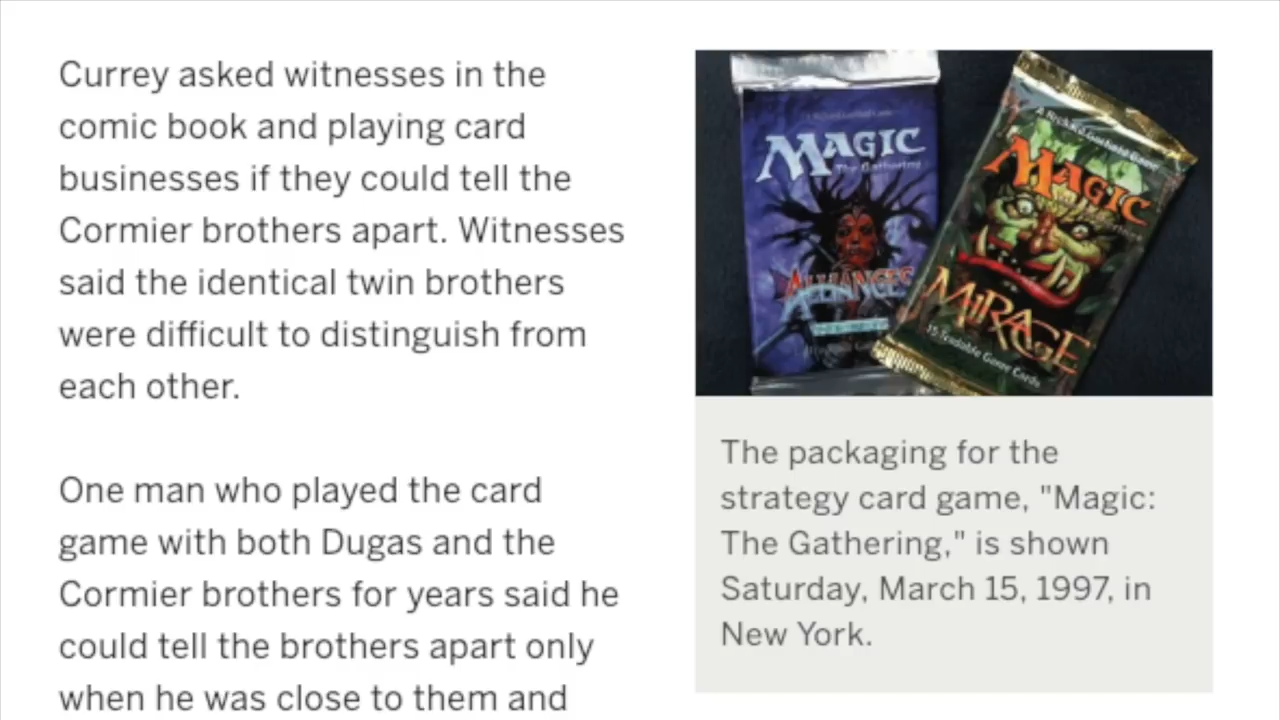 Currey asked witnesses in the
comic book and playing card
businesses if they could tell the
Cormier brothers apart. Witnesses
said the identical twin brothers
were difficult to distinguish from
each other.
One man who played the card
game with both Dugas and the
Cormier brothers for years said he
could tell the brothers apart only
when he was close to them and
MAGIC
The Gathering
ALLIANCES
A Richard Garfield Game
MAGIC
MIRAGE
15 Tradable Game Cards
The packaging for the
strategy card game, "Magic:
The Gathering," is shown
Saturday, March 15, 1997, in
New York.